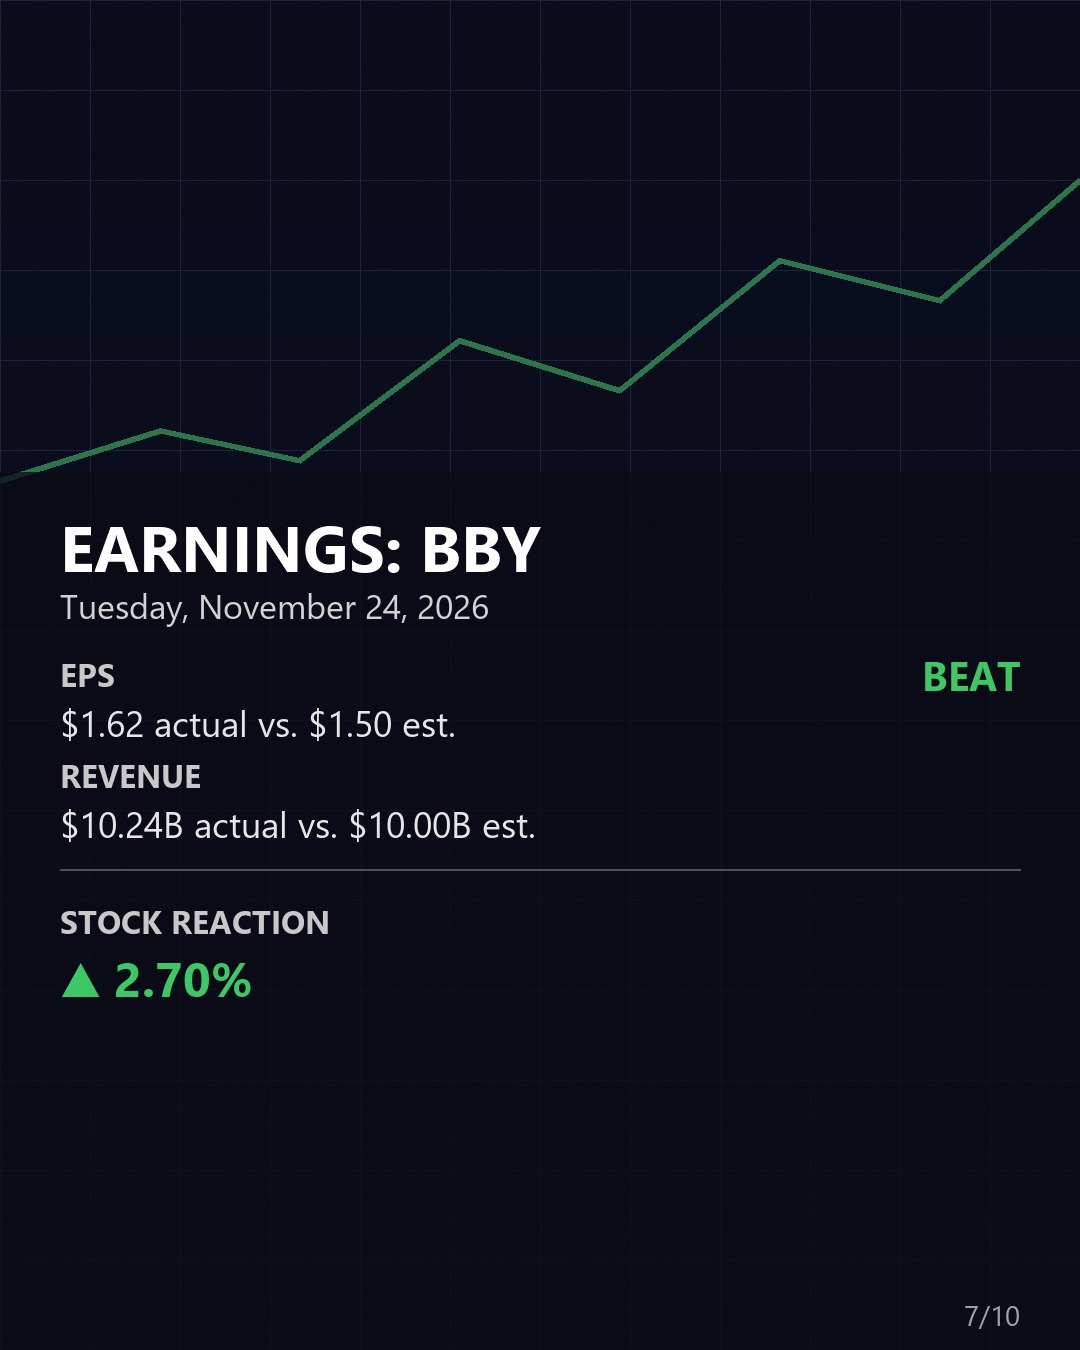 EARNINGS: BBY
Tuesday, November 24, 2026
EPS
BEAT
$1.62 actual vs. $1.50 est.
REVENUE
$10.24B actual vs. $10.00B est.
STOCK REACTION
▲ 2.70%
7/10